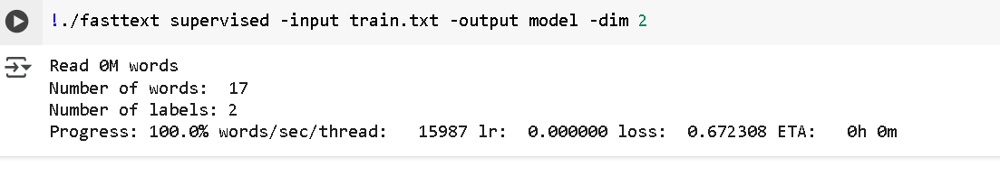 !./fasttext supervised -input train.txt -output model -dim 2
Read 0M words
Number of words:  17
Number of labels: 2
Progress: 100.0% words/sec/thread:   15987 lr:  0.000000 loss:  0.672308 ETA:   0h 0m